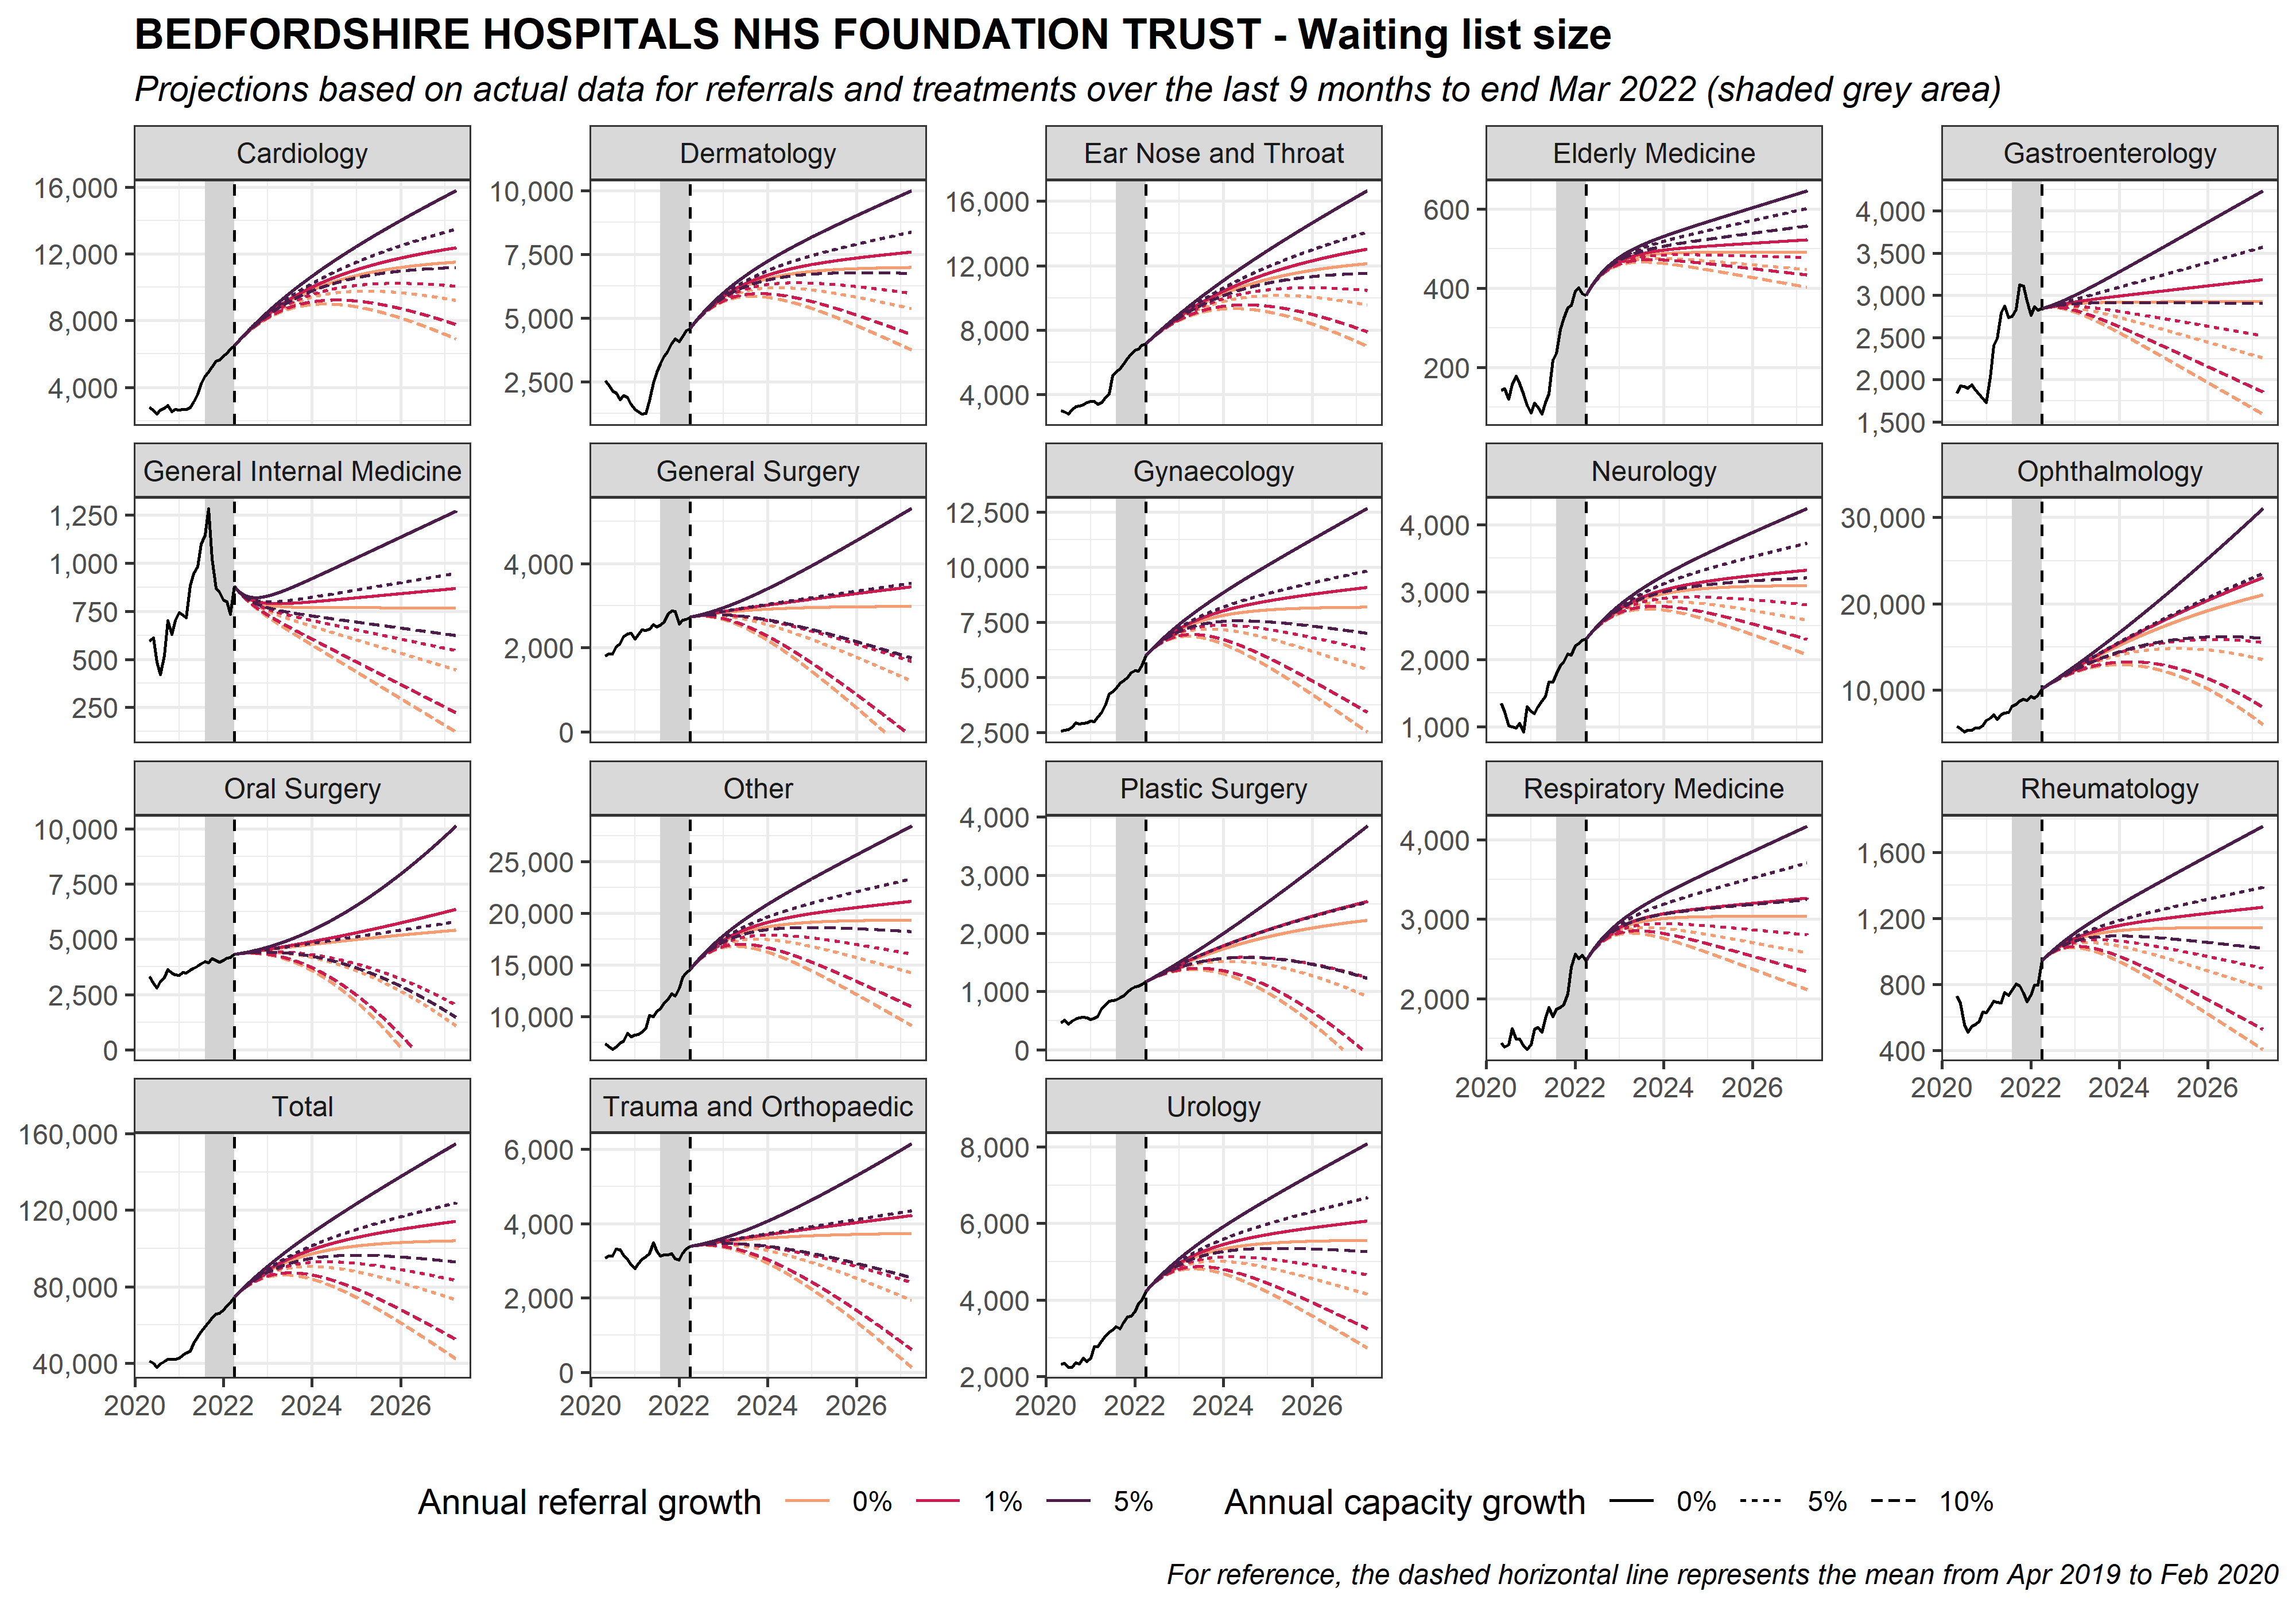 BEDFORDSHIRE HOSPITALS NHS FOUNDATION TRUST - Waiting list size
Projections based on actual data for referrals and treatments over the last 9 months to end Mar 2022 (shaded grey area)
Cardiology
16,000
12,000
8,000
4,000
Dermatology
10,000
7,500
5,000
2,500
Ear Nose and Throat
16,000
12,000
8,000
4,000
Elderly Medicine
600
400
200
Gastroenterology
4,000
3,500
3,000
2,500
2,000
1,500
General Internal Medicine
1,250
1,000
750
500
250
General Surgery
4,000
2,000
0
Gynaecology
12,500
10,000
7,500
5,000
2,500
Neurology
4,000
3,000
2,000
1,000
Ophthalmology
30,000
20,000
10,000
Oral Surgery
10,000
7,500
5,000
2,500
0
Other
25,000
20,000
15,000
10,000
Plastic Surgery
4,000
3,000
2,000
1,000
0
Respiratory Medicine
4,000
3,000
2,000
2020 2022 2024 2026
Rheumatology
1,600
1,200
800
400
2020 2022 2024 2026
Total
160,000
120,000
80,000
40,000
2020 2022 2024 2026
Trauma and Orthopaedic
6,000
4,000
2,000
0
2020 2022 2024 2026
Urology
8,000
6,000
4,000
2,000
2020 2022 2024 2026
Annual referral growth 0% 1% 5% Annual capacity growth 0% 5% 10%
For reference, the dashed horizontal line represents the mean from Apr 2019 to Feb 2020